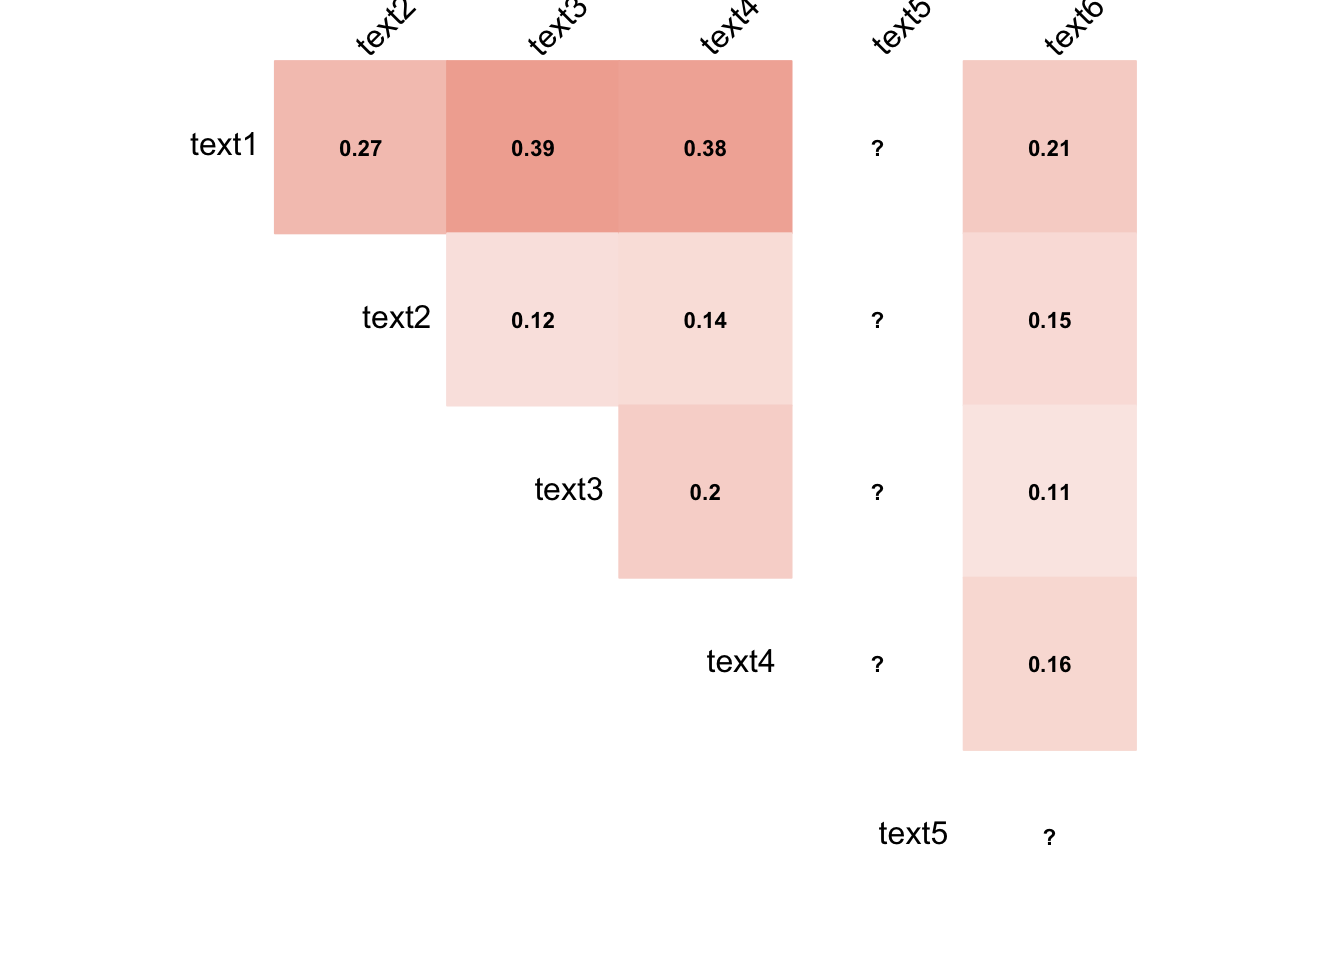 text2 text3 text4 text5 text6
text1 0.27 0.39 0.38 ? 0.21
text2 0.12 0.14 ? 0.15
text3 0.2 ? 0.11
text4 ? 0.16
text5 ?